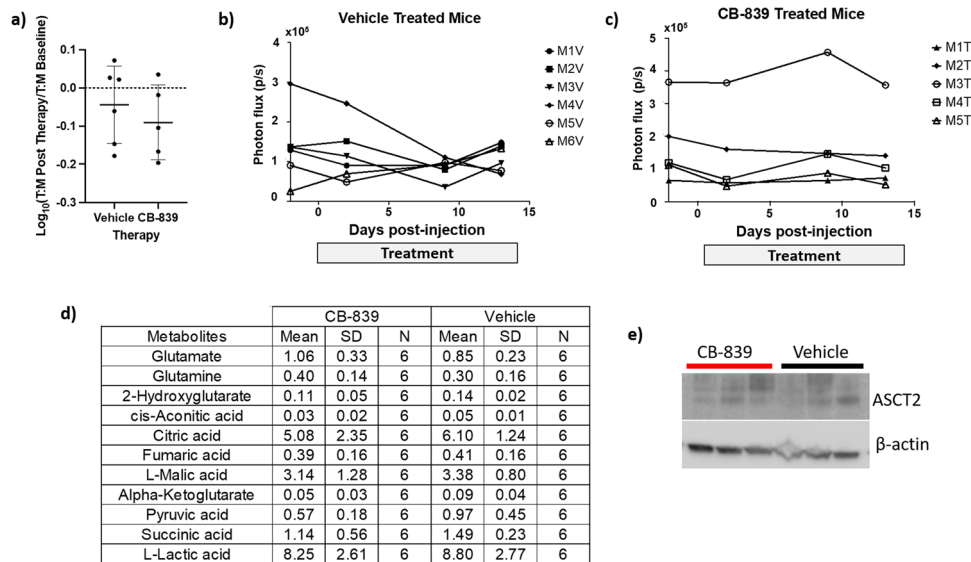 a)
Log10(T:M Post Therapy/T:M Baseline)
0.1
0.0
-0.1
-0.2
-0.3
Vehicle CB-839
Therapy
b)
Vehicle Treated Mice
x10⁵
Photon flux (p/s)
4
3
2
1
0
0 5 10 15
Days post-injection
Treatment
M1V
M2V
M3V
M4V
M5V
M6V
c)
CB-839 Treated Mice
x10⁵
Photon flux (p/s)
5
4
3
2
1
0
0 5 10 15
Days post-injection
Treatment
M1T
M2T
M3T
M4T
M5T
d)
CB-839 Vehicle
Metabolites Mean SD N Mean SD N
Glutamate 1.06 0.33 6 0.85 0.23 6
Glutamine 0.40 0.14 6 0.30 0.16 6
2-Hydroxyglutarate 0.11 0.05 6 0.14 0.02 6
cis-Aconitic acid 0.03 0.02 6 0.05 0.01 6
Citric acid 5.08 2.35 6 6.10 1.24 6
Fumaric acid 0.39 0.16 6 0.41 0.16 6
L-Malic acid 3.14 1.28 6 3.38 0.80 6
Alpha-Ketoglutarate 0.05 0.03 6 0.09 0.04 6
Pyruvic acid 0.57 0.18 6 0.97 0.45 6
Succinic acid 1.14 0.56 6 1.49 0.23 6
L-Lactic acid 8.25 2.61 6 8.80 2.77 6
e)
CB-839 Vehicle
ASCT2
β-actin